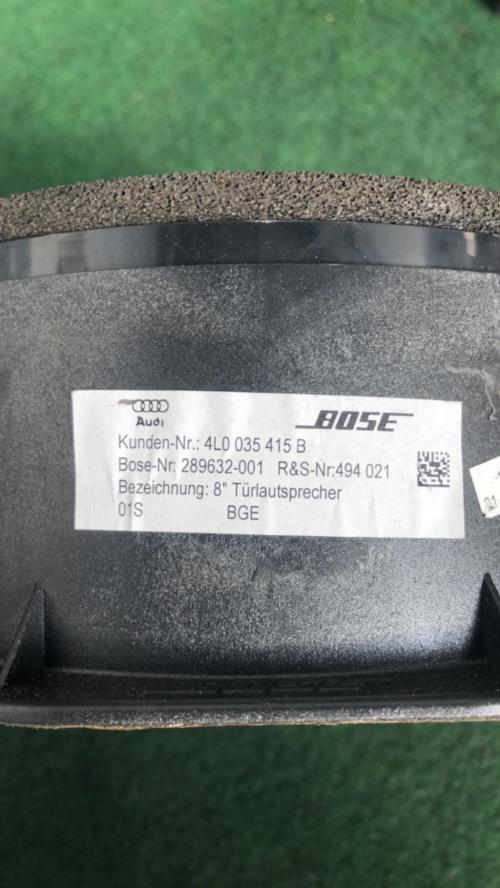 Audi BOSE
Kunden-Nr.: 4L0 035 415 B
Bose-Nr: 289632-001 R&S-Nr:494 021
Bezeichnung: 8" Türlautsprecher
01S BGE